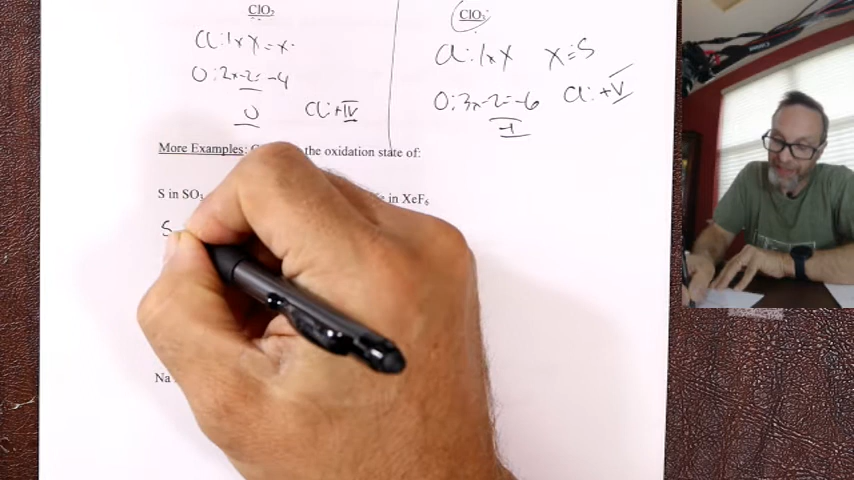 ClO₂
Cl: 1x X = x
O: 2x-2= -4
0 Cl: +IV
ClO₃⁻
Cl: 1x X X=5
O: 3x-2=-6 Cl: +V
-1
More Examples: the oxidation state of:
S in SO₃ in XeF₆
S
Na